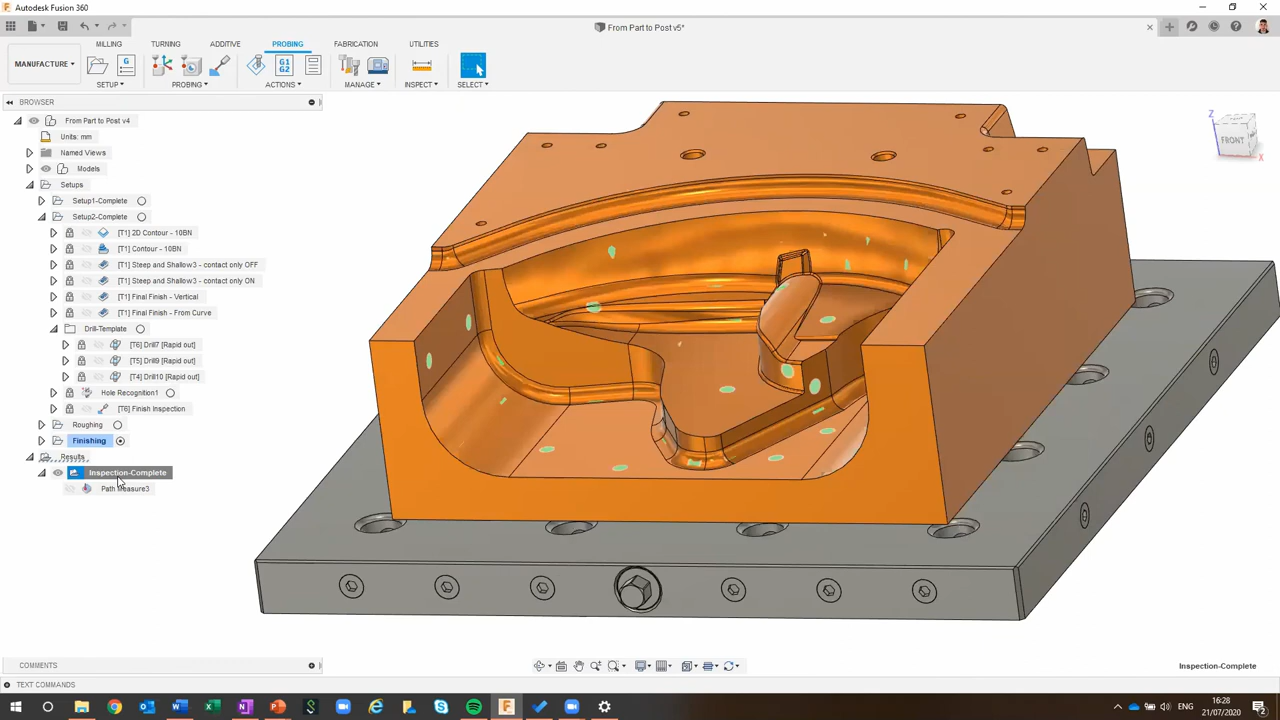 Autodesk Fusion 360
From Part to Post v5*
MILLING TURNING ADDITIVE PROBING FABRICATION UTILITIES
MANUFACTURE
G1
G2
SETUP PROBING ACTIONS MANAGE INSPECT SELECT
BROWSER
From Part to Post v4
Units: mm
Named Views
Models
Setups
Setup1-Complete
Setup2-Complete
[T1] 2D Contour - 10BN
[T1] Contour - 10BN
[T1] Steep and Shallow3 - contact only OFF
[T1] Steep and Shallow3 - contact only ON
[T1] Final Finish - Vertical
[T1] Final Finish - From Curve
Drill-Template
[T6] Drill7 [Rapid out]
[T5] Drill9 [Rapid out]
[T4] Drill10 [Rapid out]
Hole Recognition1
[T6] Finish Inspection
Roughing
Finishing
Results
Inspection-Complete
Path Measure3
Z
FRONT
X
COMMENTS
Inspection-Complete
TEXT COMMANDS
ENG
16:28
21/07/2020
2